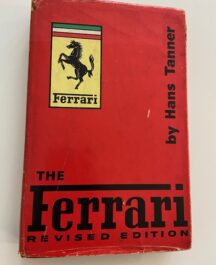 Ferrari
by Hans Tanner
THE
Ferrari
REVISED EDITION